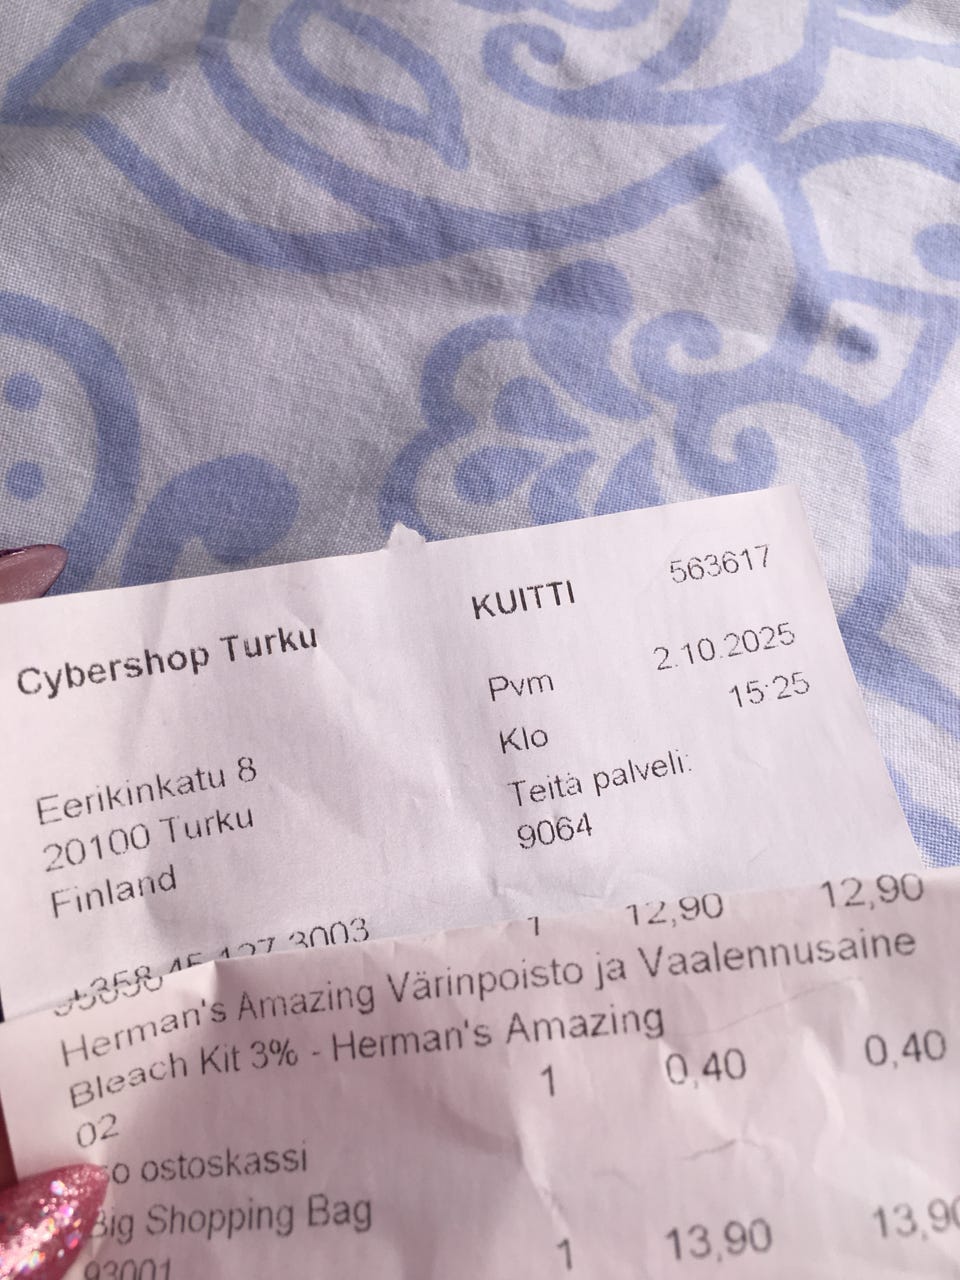 Cybershop Turku
KUITTI 563617
Pvm 2.10.2025
Klo 15:25
Eerikinkatu 8
20100 Turku
Finland
Teitä palveli:
9064
3003
1 12,90 12,90
Herman's Amazing Värinpoisto ja Vaalennusaine
Bleach Kit 3% - Herman's Amazing
02 1 0,40 0,40
ostoskassi
Big Shopping Bag
93001 1 13,90